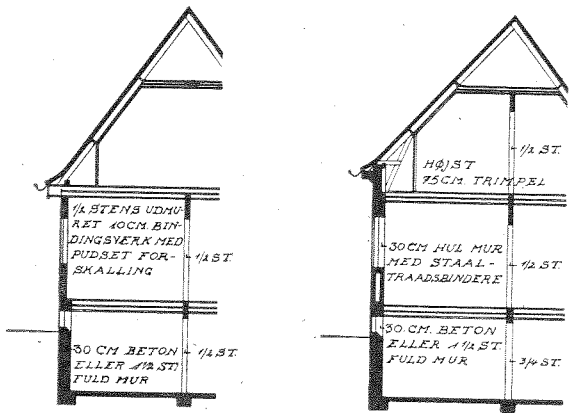 1/2 STENS UDMU-
RET 10CM. BIN-
DINGSVERK MED
PUDSET FOR-
SKALLING
1/2 ST.
30 CM BETON
ELLER 1 1/2 ST.
FULD MUR
1/2 ST.
1/2 ST.
HØJST
75CM. TRIMPEL
30 CM HUL MUR
MED STAAL-
TRAADSBINDERE
1/2 ST.
30 CM. BETON
ELLER 1 1/2 ST.
FULD MUR
3/4 ST.